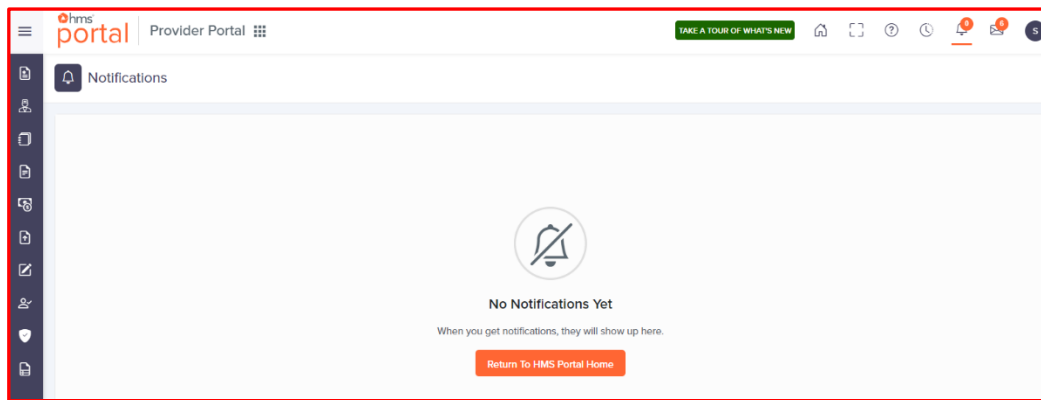 hms
portal
Provider Portal
TAKE A TOUR OF WHAT'S NEW
0
6
S
Notifications
No Notifications Yet
When you get notifications, they will show up here.
Return To HMS Portal Home